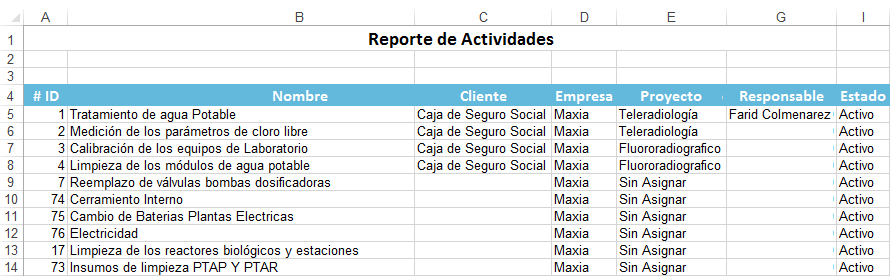 A B C D E G I
1 Reporte de Actividades
2
3
4 # ID Nombre Cliente Empresa Proyecto Responsable Estado
5 1 Tratamiento de agua Potable Caja de Seguro Social Maxia Teleradiología Farid Colmenarez Activo
6 2 Medición de los parámetros de cloro libre Caja de Seguro Social Maxia Teleradiología Activo
7 3 Calibración de los equipos de Laboratorio Caja de Seguro Social Maxia Fluororadiografico Activo
8 4 Limpieza de los módulos de agua potable Caja de Seguro Social Maxia Fluororadiografico Activo
9 7 Reemplazo de válvulas bombas dosificadoras Maxia Sin Asignar Activo
10 74 Cerramiento Interno Maxia Sin Asignar Activo
11 75 Cambio de Baterias Plantas Electricas Maxia Sin Asignar Activo
12 76 Electricidad Maxia Sin Asignar Activo
13 17 Limpieza de los reactores biológicos y estaciones Maxia Sin Asignar Activo
14 73 Insumos de limpieza PTAP Y PTAR Maxia Sin Asignar Activo